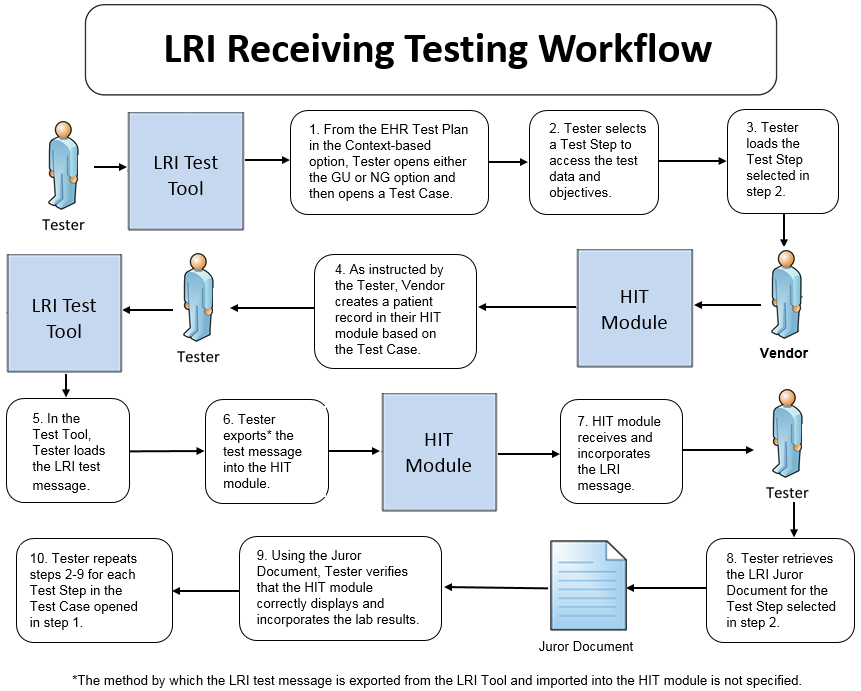 LRI Receiving Testing Workflow
Tester
LRI Test
Tool
1. From the EHR Test Plan
in the Context-based
option, Tester opens either
the GU or NG option and
then opens a Test Case.
2. Tester selects
a Test Step to
access the test
data and
objectives.
3. Tester
loads the
Test Step
selected in
step 2.
Vendor
HIT
Module
4. As instructed by
the Tester, Vendor
creates a patient
record in their HIT
module based on
the Test Case.
Tester
LRI Test
Tool
5. In the
Test Tool,
Tester loads
the LRI test
message.
6. Tester
exports* the
test message
into the HIT
module.
HIT
Module
7. HIT module
receives and
incorporates
the LRI
message.
Tester
8. Tester retrieves
the LRI Juror
Document for the
Test Step selected
in step 2.
Juror Document
9. Using the Juror
Document, Tester verifies
that the HIT module
correctly displays and
incorporates the lab results.
10. Tester repeats
steps 2-9 for each
Test Step in the
Test Case opened
in step 1.
*The method by which the LRI test message is exported from the LRI Tool and imported into the HIT module is not specified.